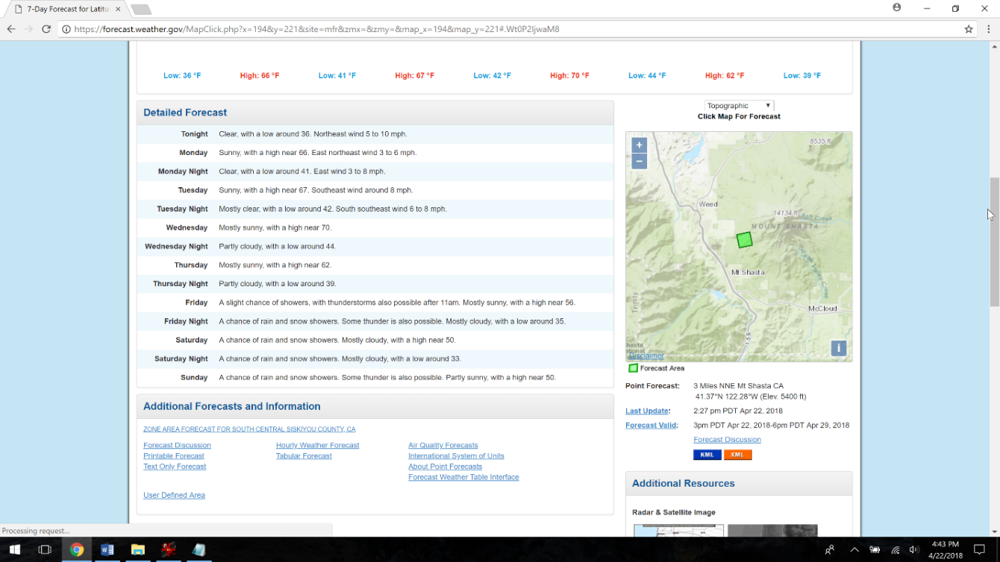 7-Day Forecast for Latitu
https://forecast.weather.gov/MapClick.php?x=194&y=221&site=mfr&zmx=&zmy=&map_x=194&map_y=221#.Wt0P2IjwaM8
Low: 36 °F High: 66 °F Low: 41 °F High: 67 °F Low: 42 °F High: 70 °F Low: 44 °F High: 62 °F Low: 39 °F
Detailed Forecast
Tonight Clear, with a low around 36. Northeast wind 5 to 10 mph.
Monday Sunny, with a high near 66. East northeast wind 3 to 6 mph.
Monday Night Clear, with a low around 41. East wind 3 to 8 mph.
Tuesday Sunny, with a high near 67. Southeast wind around 8 mph.
Tuesday Night Mostly clear, with a low around 42. South southeast wind 6 to 8 mph.
Wednesday Mostly sunny, with a high near 70.
Wednesday Night Partly cloudy, with a low around 44.
Thursday Mostly sunny, with a high near 62.
Thursday Night Partly cloudy, with a low around 39.
Friday A slight chance of showers, with thunderstorms also possible after 11am. Mostly sunny, with a high near 56.
Friday Night A chance of rain and snow showers. Some thunder is also possible. Mostly cloudy, with a low around 35.
Saturday A chance of rain and snow showers. Mostly cloudy, with a high near 50.
Saturday Night A chance of rain and snow showers. Mostly cloudy, with a low around 33.
Sunday A chance of rain and snow showers. Some thunder is also possible. Partly sunny, with a high near 50.
Additional Forecasts and Information
ZONE AREA FORECAST FOR SOUTH CENTRAL SISKIYOU COUNTY, CA
Forecast Discussion Hourly Weather Forecast Air Quality Forecasts
Printable Forecast Tabular Forecast International System of Units
Text Only Forecast About Point Forecasts
Forecast Weather Table Interface
User Defined Area
Topographic
Click Map For Forecast
+
−
8535 ft
Weed
14134 ft
Ash Creek
MOUNT SHASTA
Squaw Valley Creek
Mt Shasta
McCloud
Trinity
I-5 S
hasta
tional
Disclaimer
i
Forecast Area
Point Forecast: 3 Miles NNE Mt Shasta CA
41.37°N 122.28°W (Elev. 5400 ft)
Last Update: 2:27 pm PDT Apr 22, 2018
Forecast Valid: 3pm PDT Apr 22, 2018-6pm PDT Apr 29, 2018
Forecast Discussion
KML XML
Additional Resources
Radar & Satellite Image
Processing request...
4:43 PM
4/22/2018